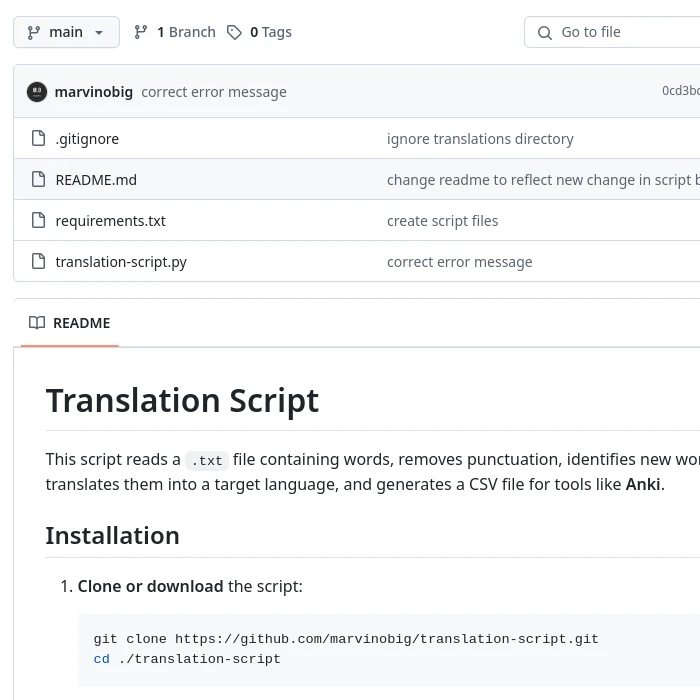 main 1 Branch 0 Tags Go to file
marvinobig correct error message 0cd3b
.gitignore ignore translations directory
README.md change readme to reflect new change in script
requirements.txt create script files
translation-script.py correct error message
README
Translation Script
This script reads a .txt file containing words, removes punctuation, identifies new
translates them into a target language, and generates a CSV file for tools like Anki.
Installation
1. Clone or download the script:
git clone https://github.com/marvinobig/translation-script.git
cd ./translation-script